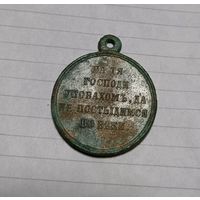 НА ТЯ
ГОСПОДИ
УПОВАХОМЪ, ДА
НЕ ПОСТЫДИМСЯ
ВО ВѢКИ